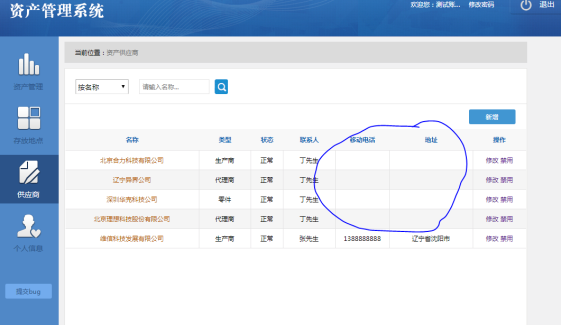 资产管理系统
欢迎您：测试账... 修改密码 退出
资产管理
存放地点
供应商
个人信息
提交bug
当前位置：资产供应商
按名称 请输入名称...
新增
名称 类型 状态 联系人 移动电话 地址 操作
北京金力科技有限公司 生产商 正常 丁先生 修改 禁用
辽宁舜界公司 代理商 正常 丁先生 修改 禁用
深圳华亮科技公司 零件 正常 丁先生 修改 禁用
北京理想科技股份有限公司 代理商 正常 丁先生 修改 禁用
维信科技发展有限公司 生产商 正常 张先生 1388888888 辽宁省沈阳市 修改 禁用